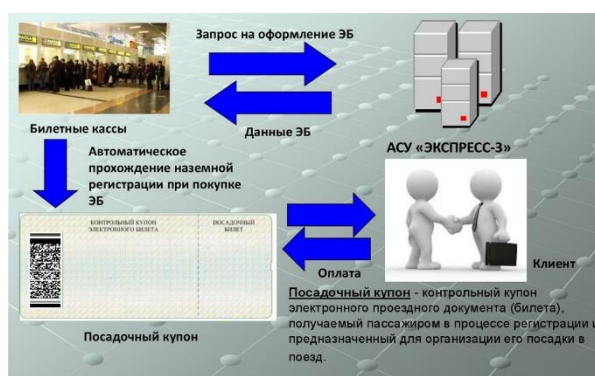 Запрос на оформление ЭБ
Данные ЭБ
Билетные кассы
АСУ «ЭКСПРЕСС-3»
Автоматическое
прохождение наземной
регистрации при покупке
ЭБ
КОНТРОЛЬНЫЙ КУПОН
ЭЛЕКТРОННОГО БИЛЕТА
ПОСАДОЧНЫЙ
БИЛЕТ
Оплата
Клиент
Посадочный купон
Посадочный купон - контрольный купон
электронного проездного документа (билета),
получаемый пассажиром в процессе регистрации и
предназначенный для организации его посадки в
поезд.